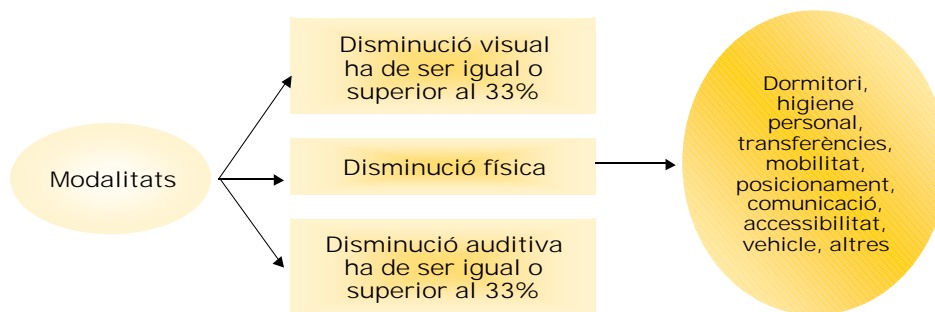 Modalitats
Disminució visual
ha de ser igual o
superior al 33%
Disminució física
Disminució auditiva
ha de ser igual o
superior al 33%
Dormitori,
higiene
personal,
transferències,
mobilitat,
posicionament,
comunicació,
accessibilitat,
vehicle, altres